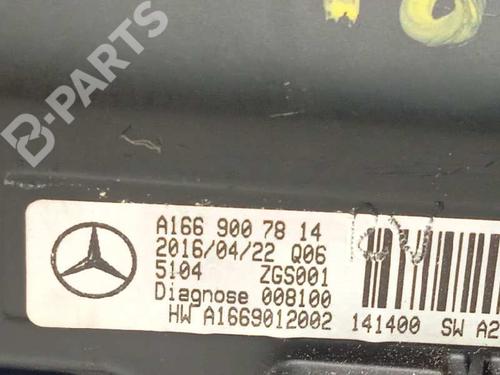 B-PARTS
A166 900 78 14
2016/04/22 Q06
5104 ZGS001
Diagnose 008100
HW A1669012002 141400 SW A2